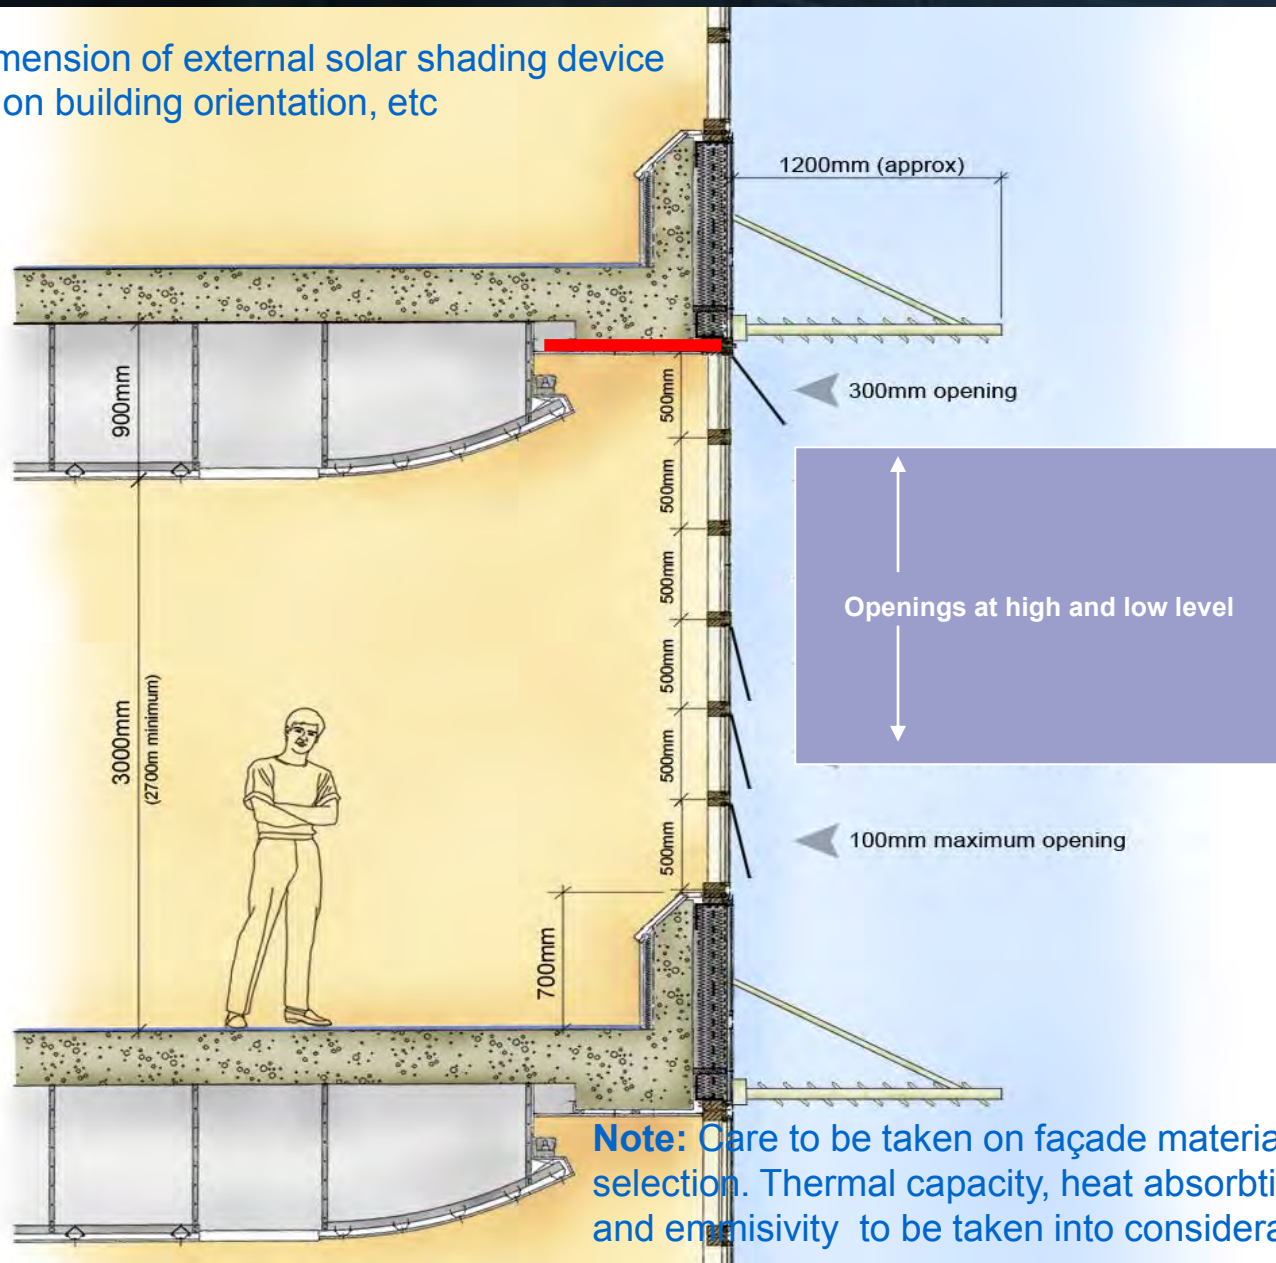 mension of external solar shading device
on building orientation, etc
1200mm (approx)
900mm
500mm
300mm opening
500mm
500mm
Openings at high and low level
500mm
3000mm
(2700m minimum)
500mm
500mm
100mm maximum opening
700mm
Note: Care to be taken on façade materia
selection. Thermal capacity, heat absorbti
and emmisivity to be taken into considera